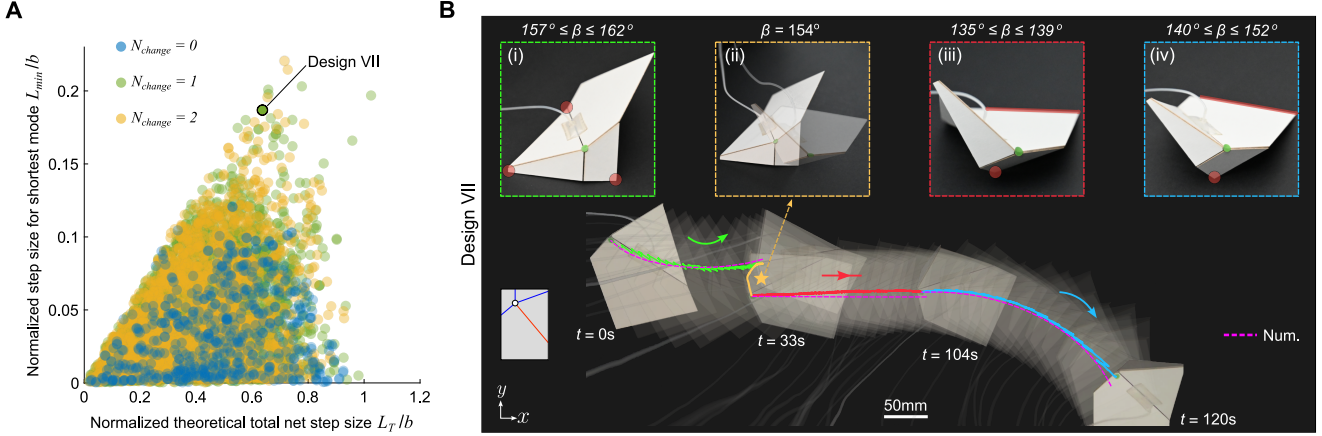 A
Normalized step size for shortest mode L_min/b
N_change = 0
N_change = 1
N_change = 2
Design VII
0.2
0.15
0.1
0.05
0
0
0.2
0.4
0.6
0.8
1
1.2
Normalized theoretical total net step size L_T/b
B
Design VII
157° ≤ β ≤ 162°
β = 154°
135° ≤ β ≤ 139°
140° ≤ β ≤ 152°
(i)
(ii)
(iii)
(iv)
t = 0s
t = 33s
t = 104s
t = 120s
Num.
y
x
50mm